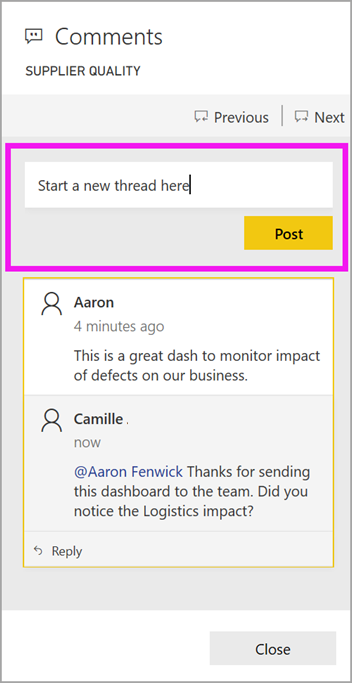 Comments
SUPPLIER QUALITY
Previous
Next
Start a new thread here
Post
Aaron
4 minutes ago
This is a great dash to monitor impact
of defects on our business.
Camille .
now
@Aaron Fenwick Thanks for sending
this dashboard to the team. Did you
notice the Logistics impact?
Reply
Close